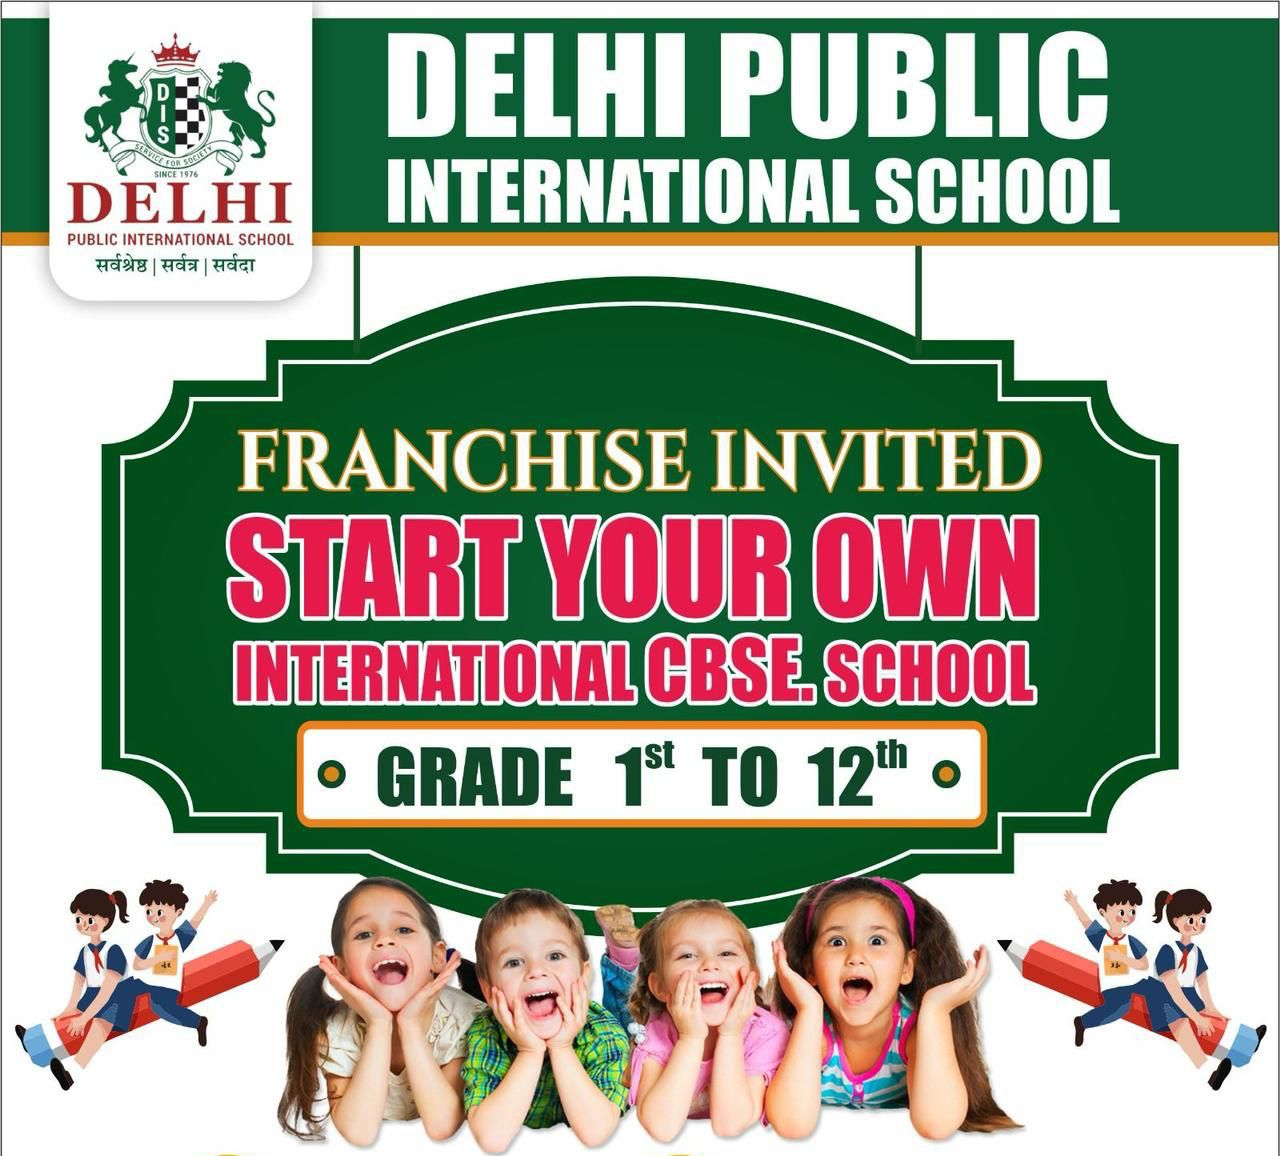 DIS
SERVICE FOR SOCIETY
SINCE 1976
DELHI
PUBLIC INTERNATIONAL SCHOOL
सर्वश्रेष्ठ | सर्वत्र | सर्वदा
DELHI PUBLIC
INTERNATIONAL SCHOOL
FRANCHISE INVITED
START YOUR OWN
INTERNATIONAL CBSE. SCHOOL
GRADE 1st TO 12th